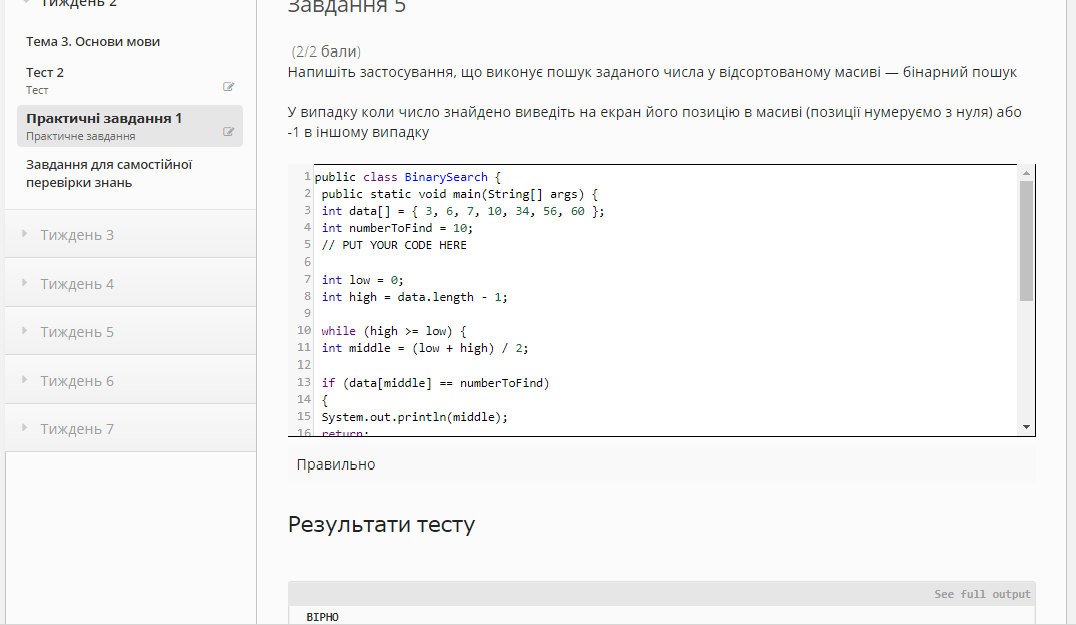 Тиждень 2
Тема 3. Основи мови
Тест 2
Тест
Практичні завдання 1
Практичне завдання
Завдання для самостійної
перевірки знань
Тиждень 3
Тиждень 4
Тиждень 5
Тиждень 6
Тиждень 7
Завдання 5
(2/2 бали)
Напишіть застосування, що виконує пошук заданого числа у відсортованому масиві — бінарний пошук
У випадку коли число знайдено виведіть на екран його позицію в масиві (позиції нумеруємо з нуля) або
-1 в іншому випадку
1 public class BinarySearch {
2 public static void main(String[] args) {
3 int data[] = { 3, 6, 7, 10, 34, 56, 60 };
4 int numberToFind = 10;
5 // PUT YOUR CODE HERE
6
7 int low = 0;
8 int high = data.length - 1;
9
10 while (high >= low) {
11 int middle = (low + high) / 2;
12
13 if (data[middle] == numberToFind)
14 {
15 System.out.println(middle);
16 return;
Правильно
Результати тесту
See full output
ВІРНО